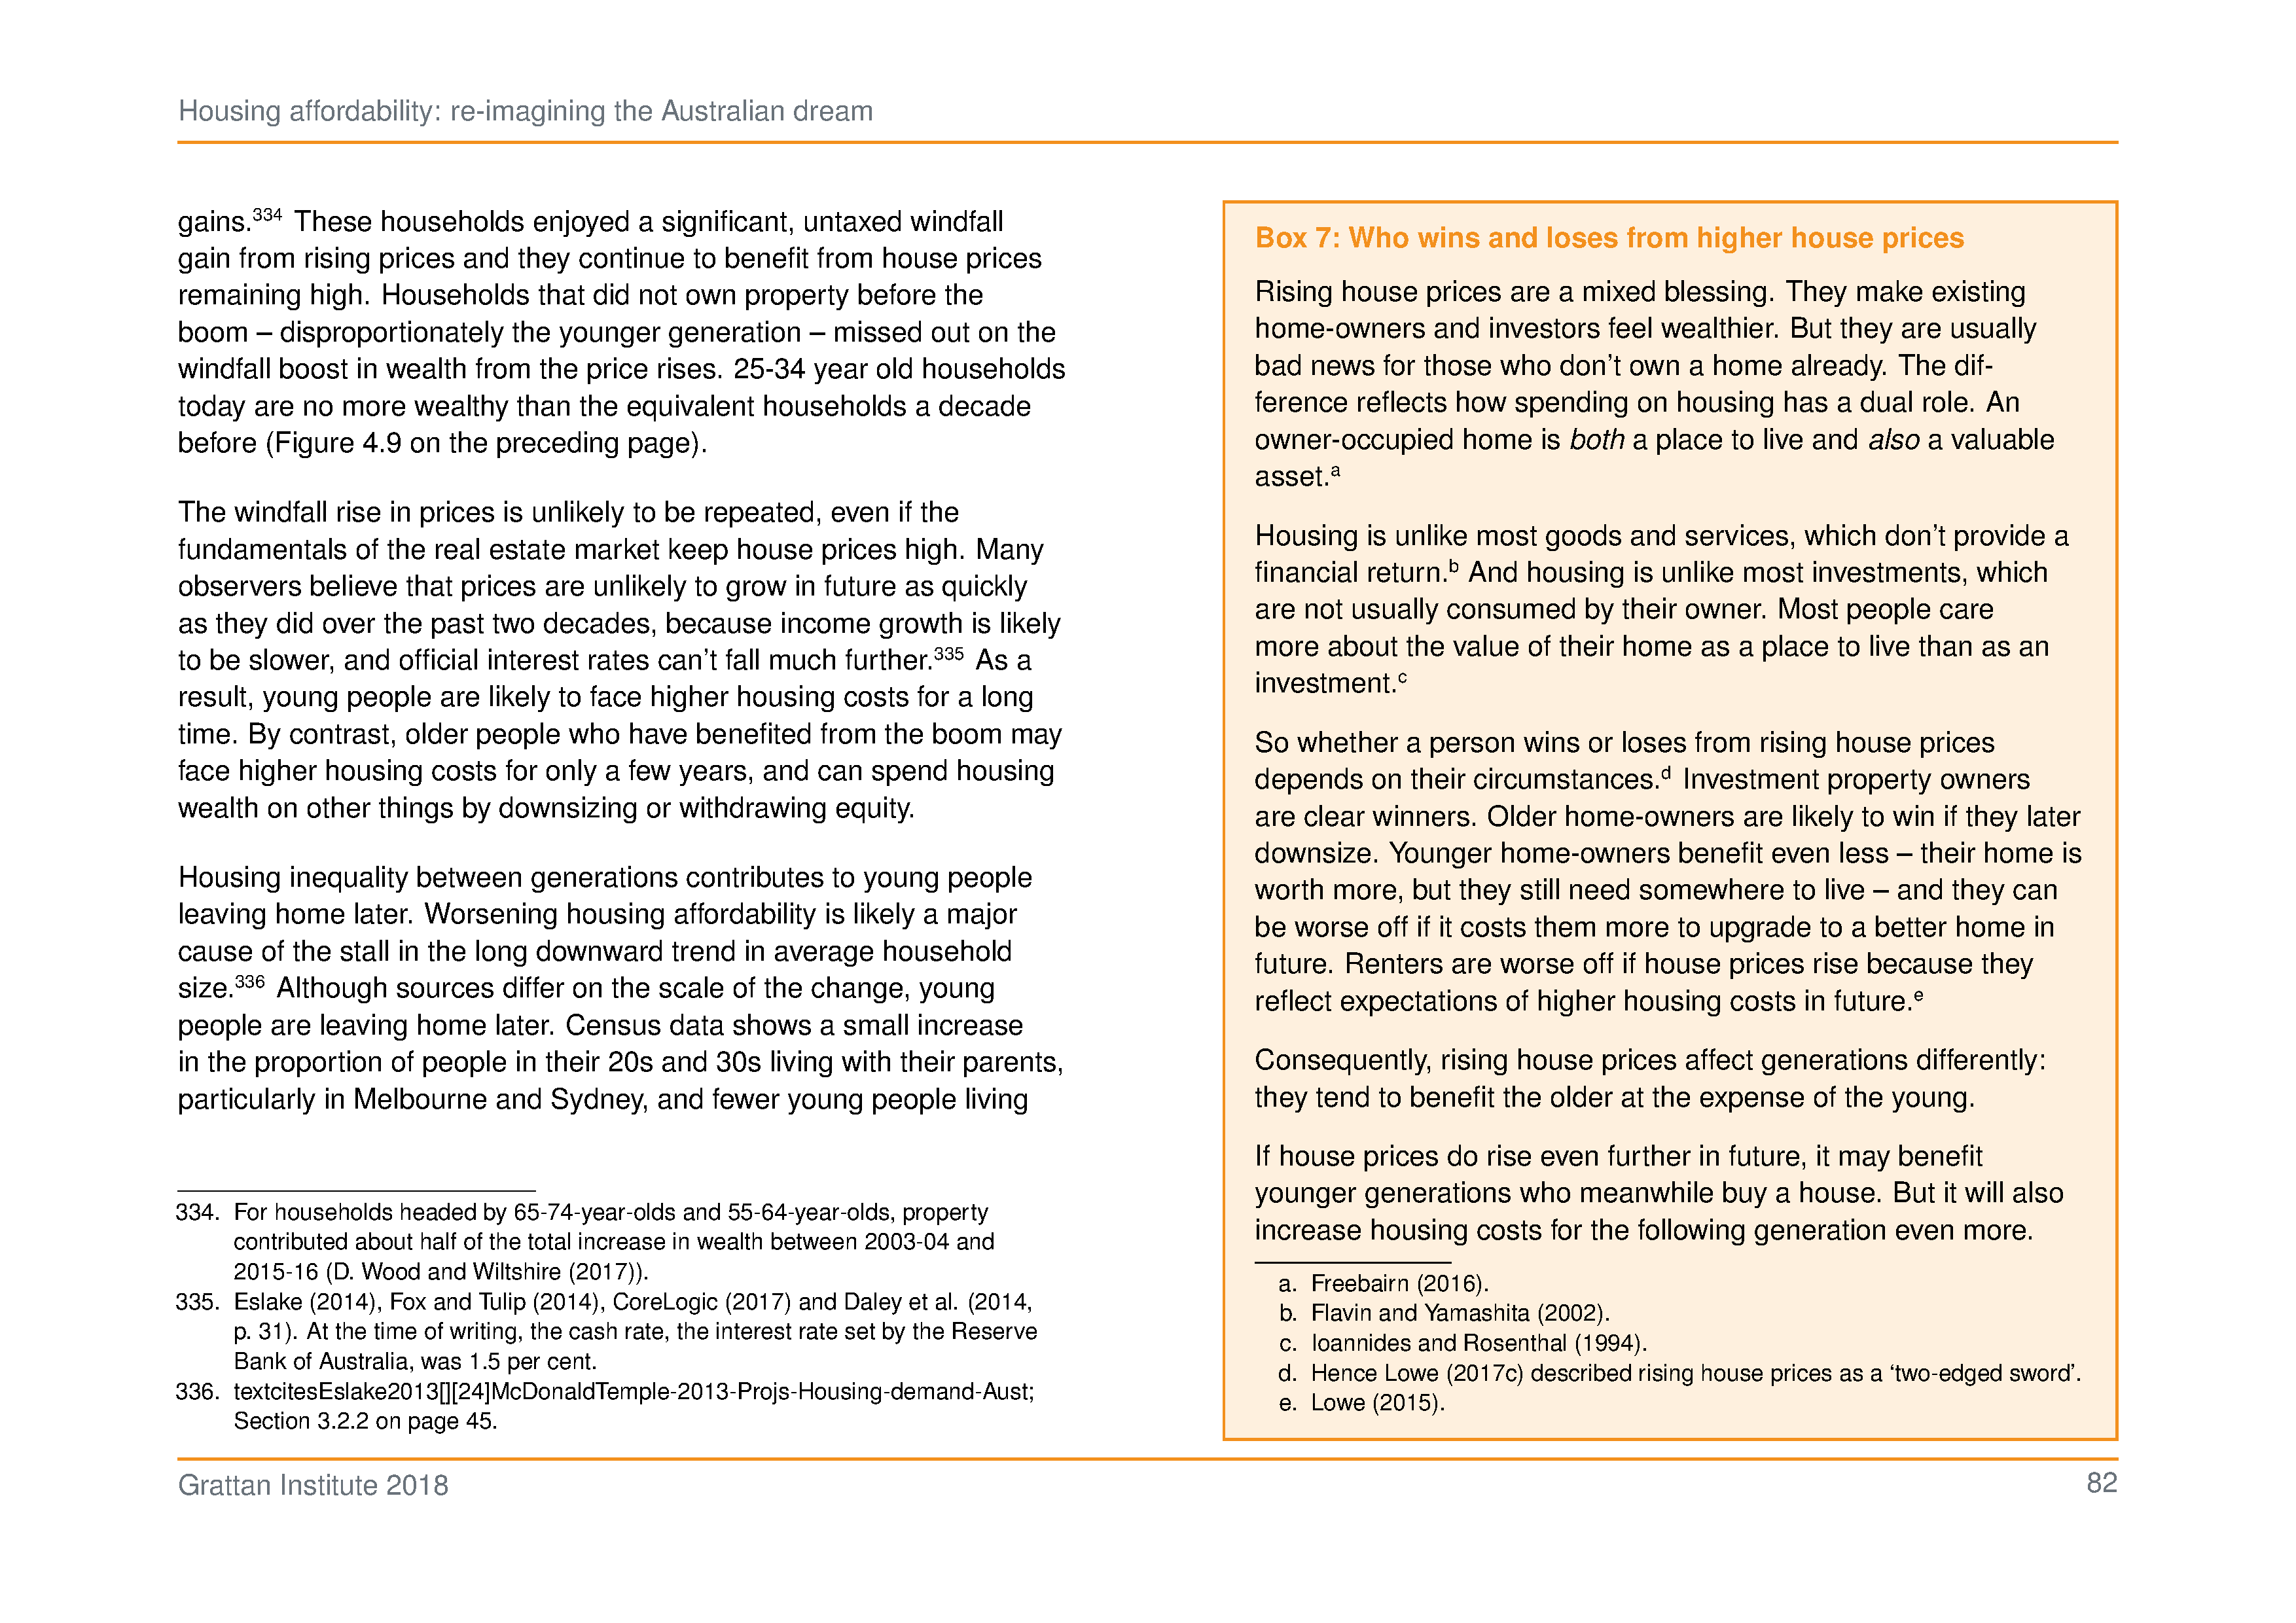 Housing affordability: re-imagining the Australian dream
gains.334 These households enjoyed a significant, untaxed windfall
gain from rising prices and they continue to benefit from house prices
remaining high. Households that did not own property before the
boom – disproportionately the younger generation – missed out on the
windfall boost in wealth from the price rises. 25-34 year old households
today are no more wealthy than the equivalent households a decade
before (Figure 4.9 on the preceding page).
The windfall rise in prices is unlikely to be repeated, even if the
fundamentals of the real estate market keep house prices high. Many
observers believe that prices are unlikely to grow in future as quickly
as they did over the past two decades, because income growth is likely
to be slower, and official interest rates can't fall much further.335 As a
result, young people are likely to face higher housing costs for a long
time. By contrast, older people who have benefited from the boom may
face higher housing costs for only a few years, and can spend housing
wealth on other things by downsizing or withdrawing equity.
Housing inequality between generations contributes to young people
leaving home later. Worsening housing affordability is likely a major
cause of the stall in the long downward trend in average household
size.336 Although sources differ on the scale of the change, young
people are leaving home later. Census data shows a small increase
in the proportion of people in their 20s and 30s living with their parents,
particularly in Melbourne and Sydney, and fewer young people living
334. For households headed by 65-74-year-olds and 55-64-year-olds, property
contributed about half of the total increase in wealth between 2003-04 and
2015-16 (D. Wood and Wiltshire (2017)).
335. Eslake (2014), Fox and Tulip (2014), CoreLogic (2017) and Daley et al. (2014,
p. 31). At the time of writing, the cash rate, the interest rate set by the Reserve
Bank of Australia, was 1.5 per cent.
336. textcitesEslake2013[][24]McDonaldTemple-2013-Projs-Housing-demand-Aust;
Section 3.2.2 on page 45.
Box 7: Who wins and loses from higher house prices
Rising house prices are a mixed blessing. They make existing
home-owners and investors feel wealthier. But they are usually
bad news for those who don't own a home already. The dif-
ference reflects how spending on housing has a dual role. An
owner-occupied home is both a place to live and also a valuable
asset.a
Housing is unlike most goods and services, which don't provide a
financial return.b And housing is unlike most investments, which
are not usually consumed by their owner. Most people care
more about the value of their home as a place to live than as an
investment.c
So whether a person wins or loses from rising house prices
depends on their circumstances.d Investment property owners
are clear winners. Older home-owners are likely to win if they later
downsize. Younger home-owners benefit even less – their home is
worth more, but they still need somewhere to live – and they can
be worse off if it costs them more to upgrade to a better home in
future. Renters are worse off if house prices rise because they
reflect expectations of higher housing costs in future.e
Consequently, rising house prices affect generations differently:
they tend to benefit the older at the expense of the young.
If house prices do rise even further in future, it may benefit
younger generations who meanwhile buy a house. But it will also
increase housing costs for the following generation even more.
a. Freebairn (2016).
b. Flavin and Yamashita (2002).
c. Ioannides and Rosenthal (1994).
d. Hence Lowe (2017c) described rising house prices as a 'two-edged sword'.
e. Lowe (2015).
Grattan Institute 2018
82